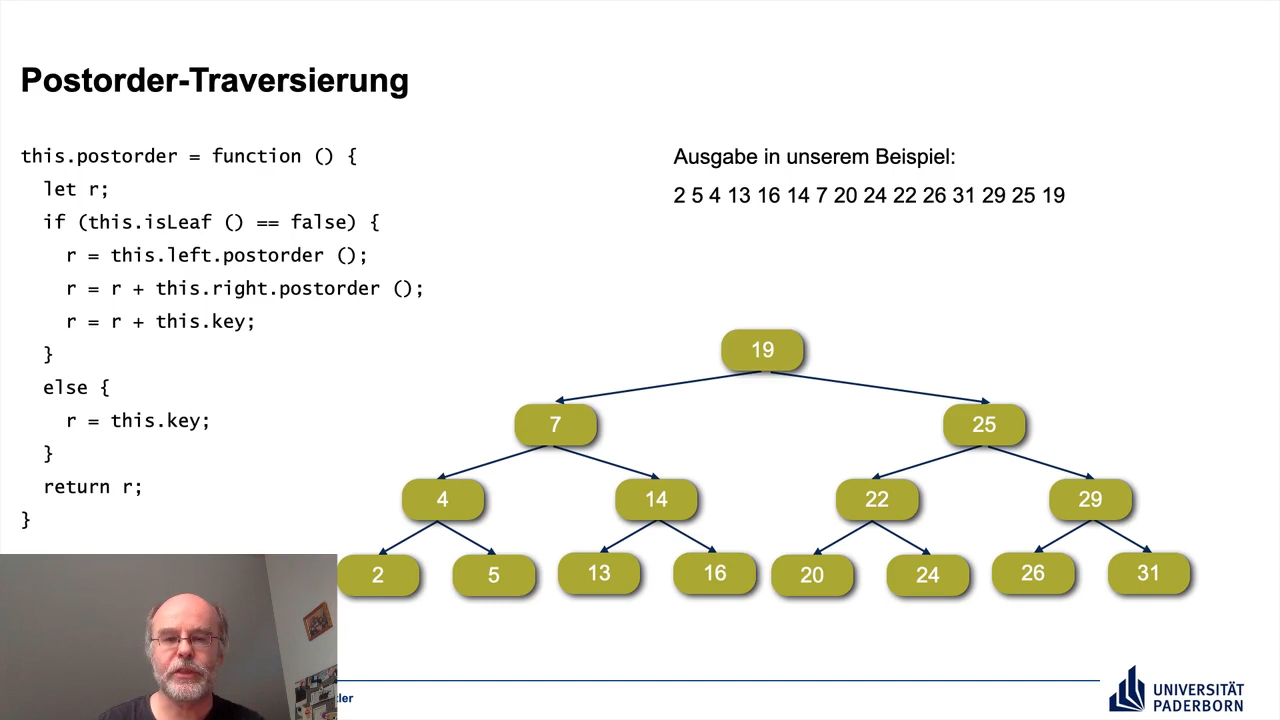 Postorder-Traversierung
this.postorder = function () {
let r;
if (this.isLeaf () == false) {
r = this.left.postorder ();
r = r + this.right.postorder ();
r = r + this.key;
}
else {
r = this.key;
}
return r;
}
Ausgabe in unserem Beispiel:
2 5 4 13 16 14 7 20 24 22 26 31 29 25 19
19
7 25
4 14 22 29
2 5 13 16 20 24 26 31
UNIVERSITÄT
PADERBORN